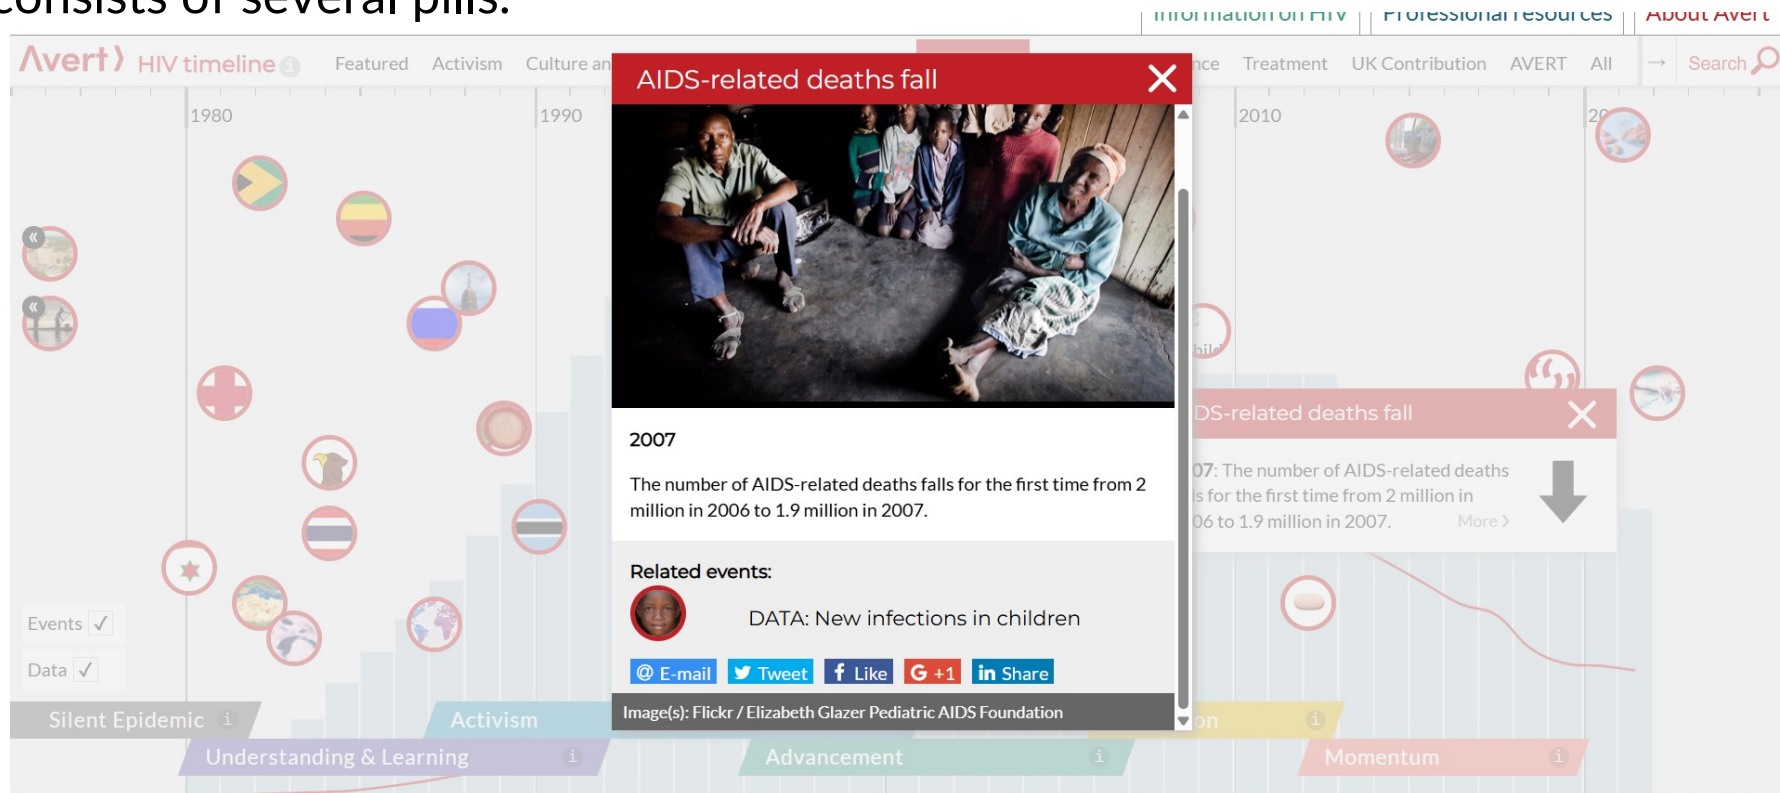 consists of several pills.
Information on HIV
Professional resources
About Avert
Avert
HIV timeline
Featured
Activism
Culture an
nce
Treatment
UK Contribution
AVERT
All
→
Search
AIDS-related deaths fall
1980
1990
2010
20
2007
The number of AIDS-related deaths falls for the first time from 2
million in 2006 to 1.9 million in 2007.
Related events:
DATA: New infections in children
@ E-mail
Tweet
f Like
G +1
in Share
Image(s): Flickr / Elizabeth Glazer Pediatric AIDS Foundation
DS-related deaths fall
07: The number of AIDS-related deaths
ls for the first time from 2 million in
06 to 1.9 million in 2007.
More
Events ✓
Data ✓
Silent Epidemic i
Activism
on i
Understanding & Learning i
Advancement i
Momentum i